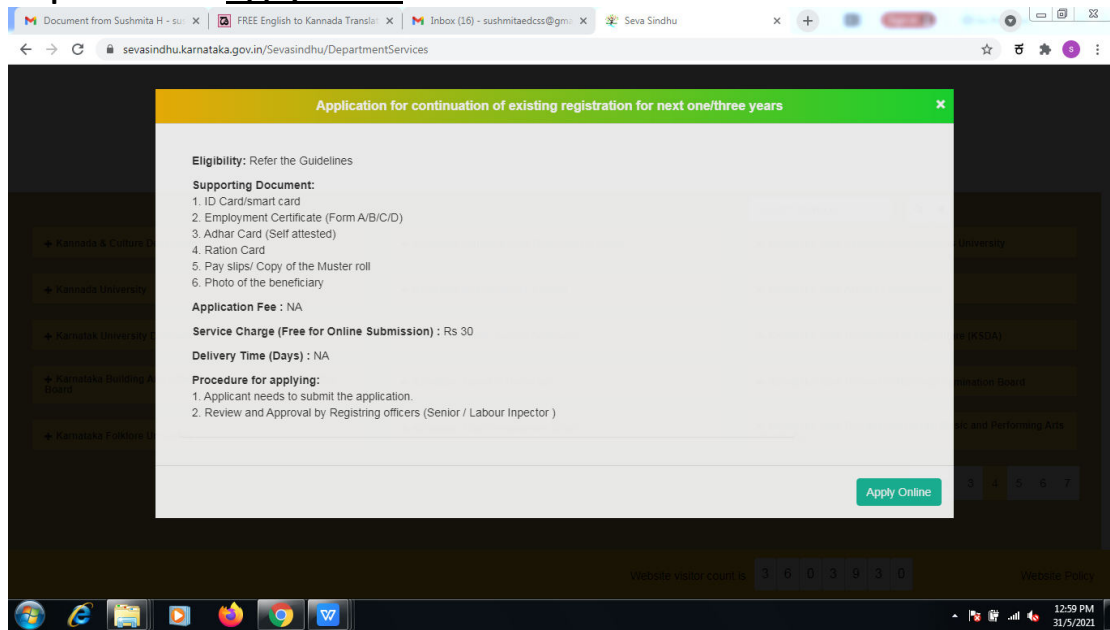 Document from Sushmita H - su
FREE English to Kannada Transla
Inbox (16) - sushmitaedcss@gma
Seva Sindhu
sevasindhu.karnataka.gov.in/Sevasindhu/DepartmentServices
Application for continuation of existing registration for next one/three years
Eligibility: Refer the Guidelines
Supporting Document:
1. ID Card/smart card
2. Employment Certificate (Form A/B/C/D)
3. Adhar Card (Self attested)
4. Ration Card
5. Pay slips/ Copy of the Muster roll
6. Photo of the beneficiary
Application Fee : NA
Service Charge (Free for Online Submission) : Rs 30
Delivery Time (Days) : NA
Procedure for applying:
1. Applicant needs to submit the application.
2. Review and Approval by Registring officers (Senior / Labour Inpector )
Apply Online
Kannada & Culture D
University
Kannada University
Karnatak University D
(KSDA)
Karnataka Building A
Board
Board
Karnataka Folklore U
and Performing Arts
3 4 5 6 7
Website visitor count is 3 6 0 3 9 3 0
Website Policy
12:59 PM
31/5/2021